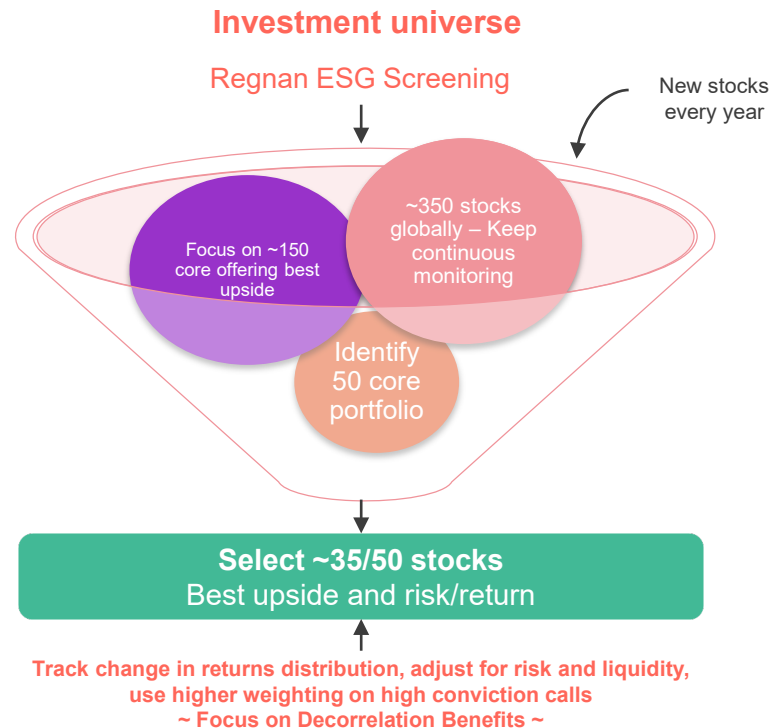 Investment universe
Regnan ESG Screening
New stocks
every year
~350 stocks
globally – Keep
continuous
monitoring
Focus on ~150
core offering best
upside
Identify
50 core
portfolio
Select ~35/50 stocks
Best upside and risk/return
Track change in returns distribution, adjust for risk and liquidity,
use higher weighting on high conviction calls
~ Focus on Decorrelation Benefits ~